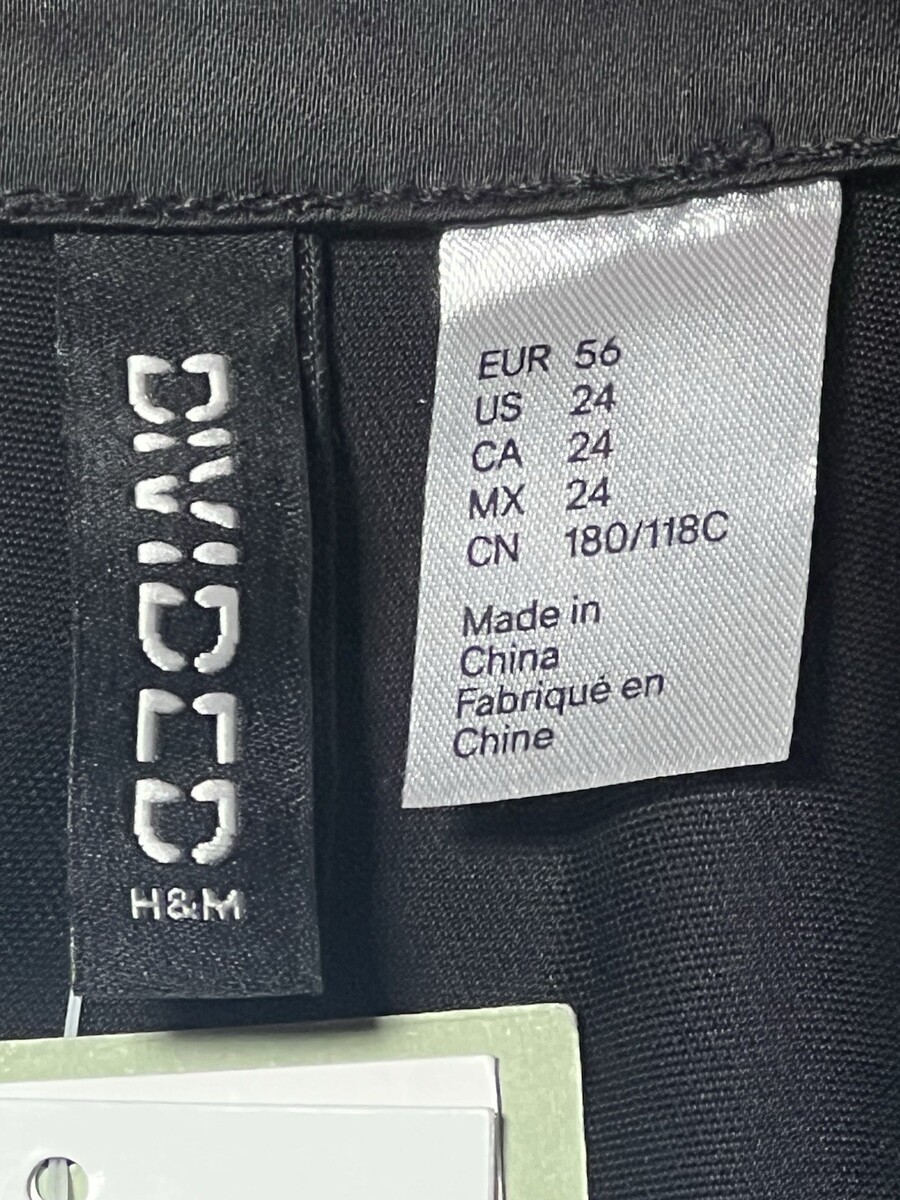 DIVIDED
H&M
EUR 56
US 24
CA 24
MX 24
CN 180/118C
Made in
China
Fabriqué en
Chine